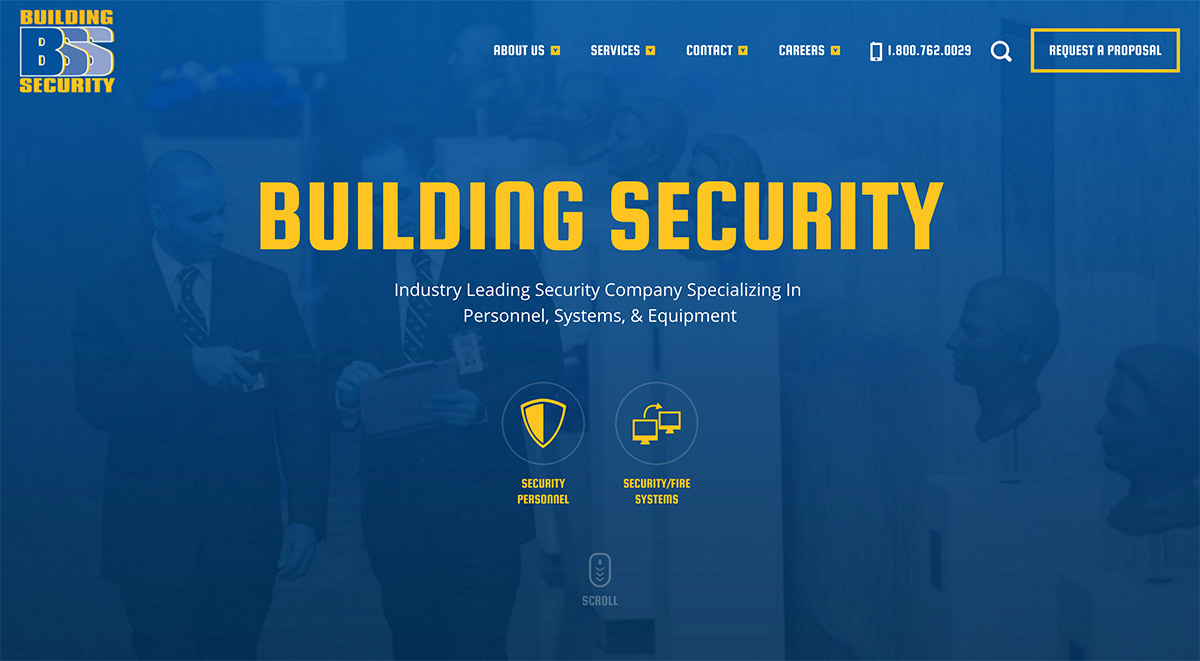 BUILDING
BSS
SECURITY
ABOUT US
SERVICES
CONTACT
CAREERS
1.800.762.0029
REQUEST A PROPOSAL
BUILDING SECURITY
Industry Leading Security Company Specializing In
Personnel, Systems, & Equipment
SECURITY
PERSONNEL
SECURITY/FIRE
SYSTEMS
SCROLL